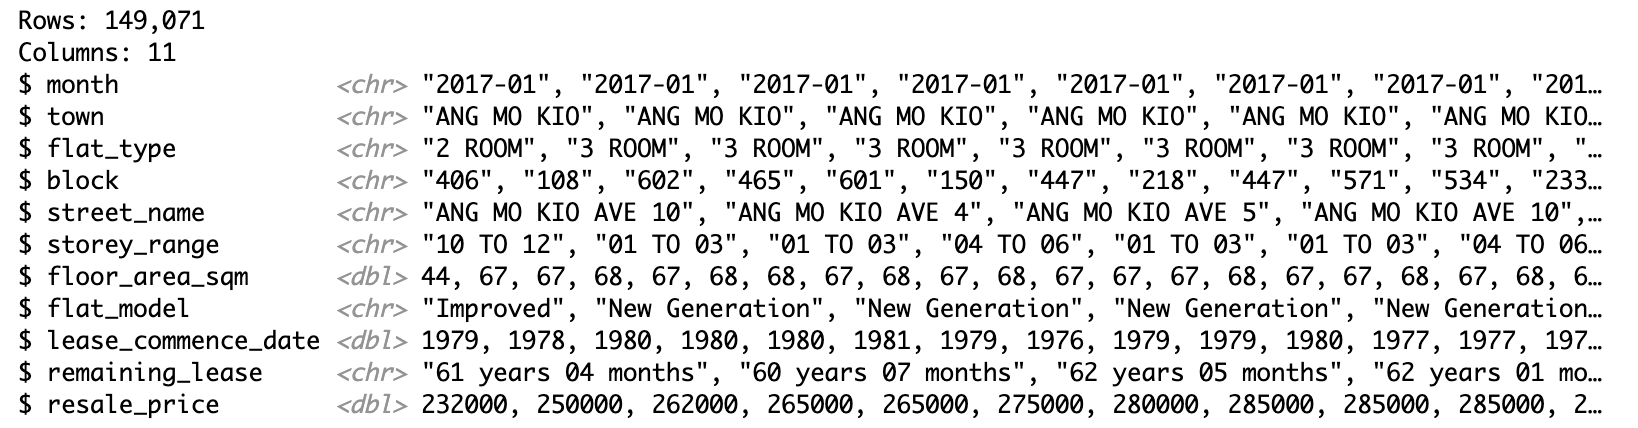 Rows: 149,071
Columns: 11
$ month               <chr> "2017-01", "2017-01", "2017-01", "2017-01", "2017-01", "2017-01", "2017-01", "201…
$ town                <chr> "ANG MO KIO", "ANG MO KIO", "ANG MO KIO", "ANG MO KIO", "ANG MO KIO", "ANG MO KIO…
$ flat_type           <chr> "2 ROOM", "3 ROOM", "3 ROOM", "3 ROOM", "3 ROOM", "3 ROOM", "3 ROOM", "3 ROOM", "…
$ block               <chr> "406", "108", "602", "465", "601", "150", "447", "218", "447", "571", "534", "233…
$ street_name         <chr> "ANG MO KIO AVE 10", "ANG MO KIO AVE 4", "ANG MO KIO AVE 5", "ANG MO KIO AVE 10",…
$ storey_range        <chr> "10 TO 12", "01 TO 03", "01 TO 03", "04 TO 06", "01 TO 03", "01 TO 03", "04 TO 06…
$ floor_area_sqm      <dbl> 44, 67, 67, 68, 67, 68, 68, 67, 68, 67, 68, 67, 67, 67, 68, 67, 67, 68, 67, 68, 6…
$ flat_model          <chr> "Improved", "New Generation", "New Generation", "New Generation", "New Generation…
$ lease_commence_date <dbl> 1979, 1978, 1980, 1980, 1980, 1981, 1979, 1976, 1979, 1979, 1980, 1977, 1977, 197…
$ remaining_lease     <chr> "61 years 04 months", "60 years 07 months", "62 years 05 months", "62 years 01 mo…
$ resale_price        <dbl> 232000, 250000, 262000, 265000, 265000, 275000, 280000, 285000, 285000, 285000, 2…